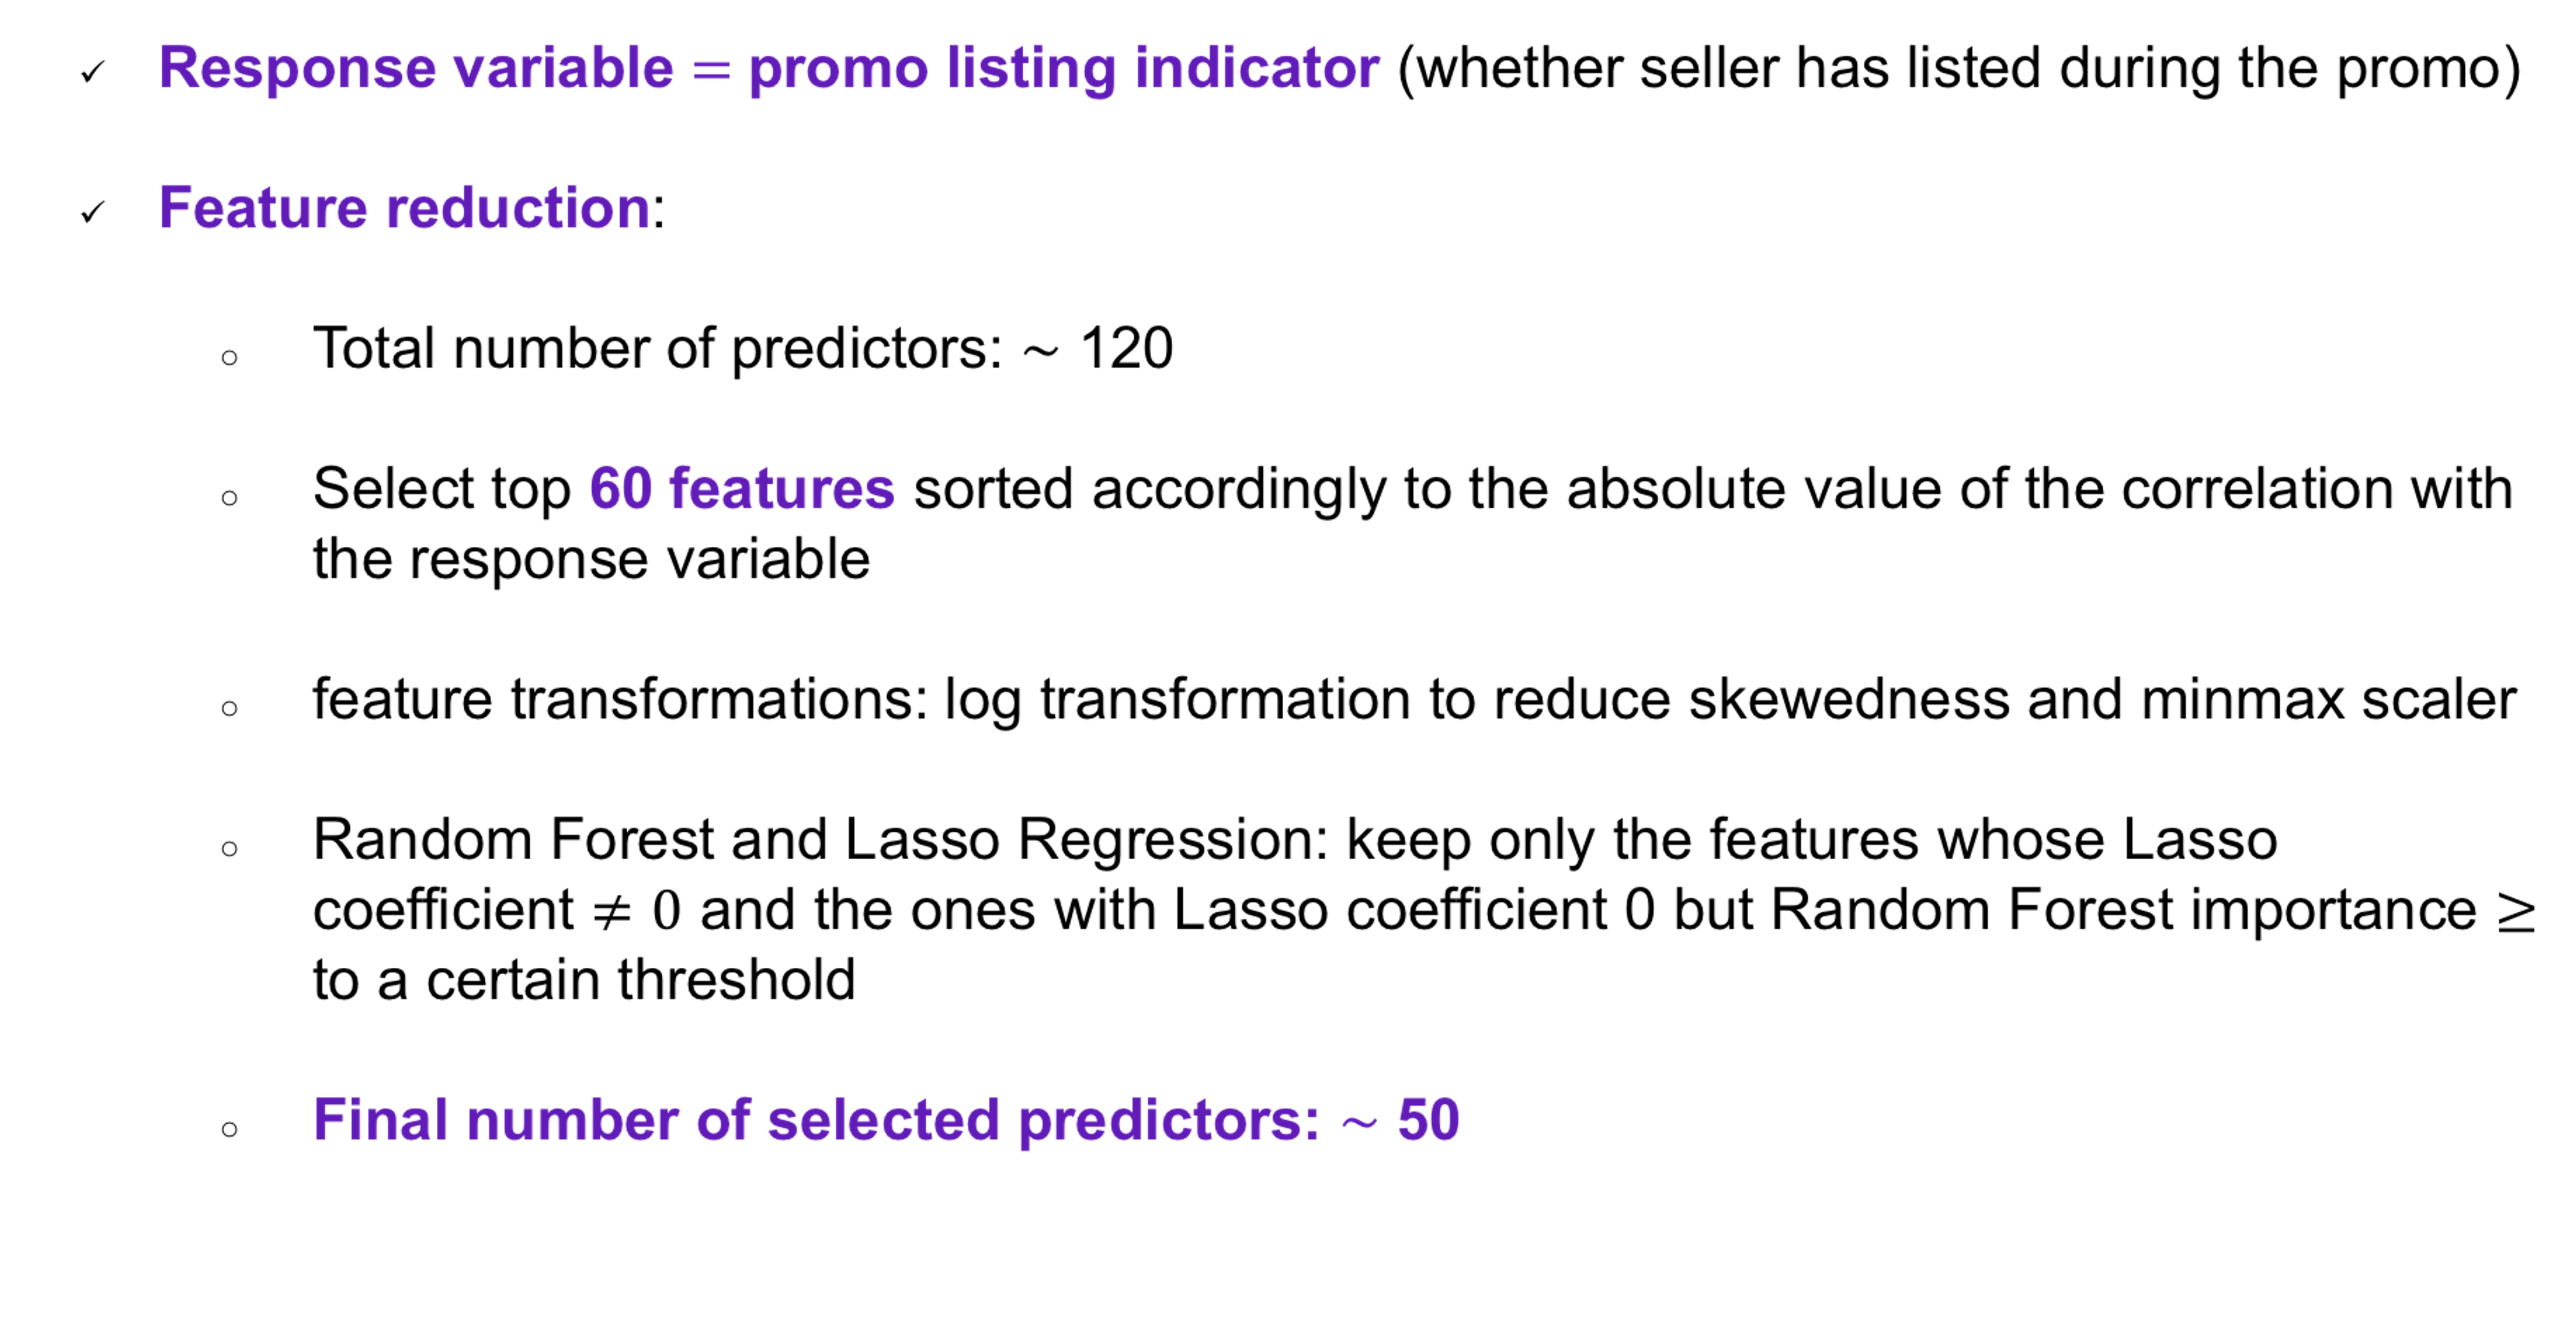 ✓ Response variable = promo listing indicator (whether seller has listed during the promo)
✓ Feature reduction:
○ Total number of predictors: ~ 120
○ Select top 60 features sorted accordingly to the absolute value of the correlation with
the response variable
○ feature transformations: log transformation to reduce skewedness and minmax scaler
○ Random Forest and Lasso Regression: keep only the features whose Lasso
coefficient ≠ 0 and the ones with Lasso coefficient 0 but Random Forest importance ≥
to a certain threshold
○ Final number of selected predictors: ~ 50